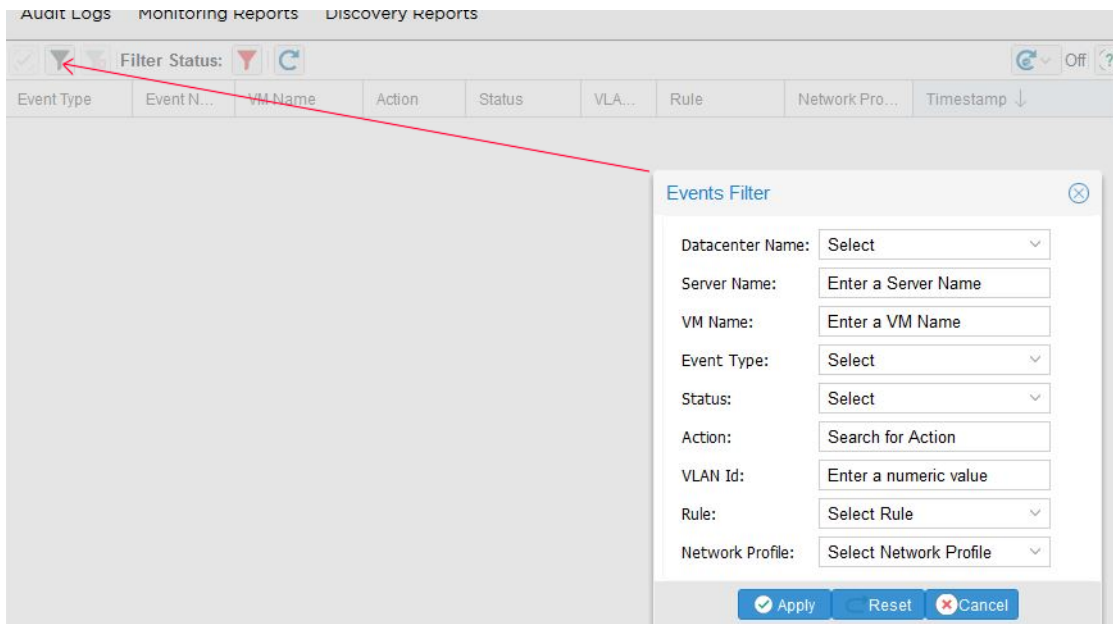 Audit Logs Monitoring Reports Discovery Reports
Filter Status: Off
Event Type Event N... VM Name Action Status VLA... Rule Network Pro... Timestamp
Events Filter
Datacenter Name: Select
Server Name: Enter a Server Name
VM Name: Enter a VM Name
Event Type: Select
Status: Select
Action: Search for Action
VLAN Id: Enter a numeric value
Rule: Select Rule
Network Profile: Select Network Profile
Apply Reset Cancel